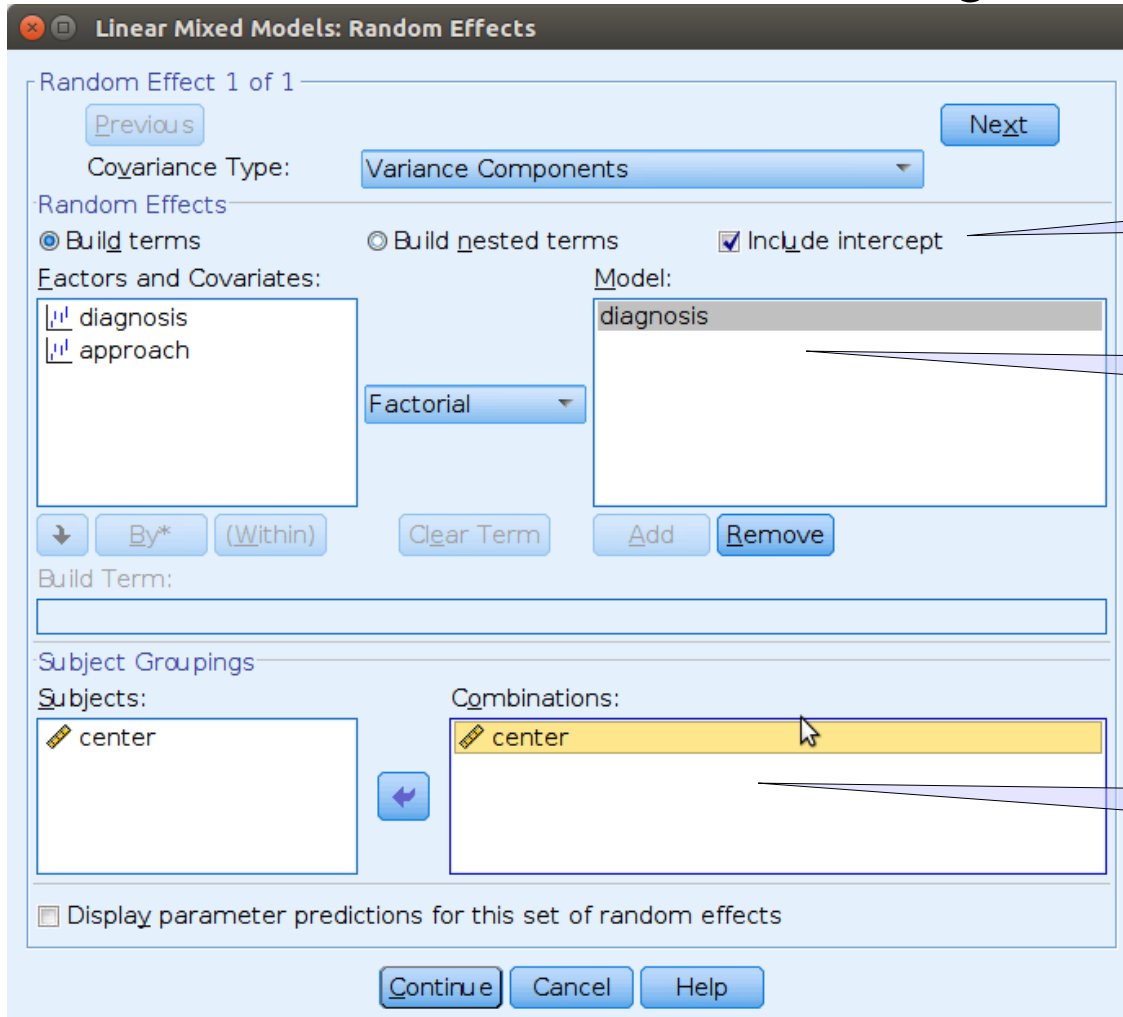 Linear Mixed Models: Random Effects
Random Effect 1 of 1
Previous Next
Covariance Type: Variance Components
Random Effects
Build terms Build nested terms Include intercept
Factors and Covariates: Model:
diagnosis diagnosis
approach
Factorial
By* (Within) Clear Term Add Remove
Build Term:
Subject Groupings
Subjects: Combinations:
center center
Display parameter predictions for this set of random effects
Continue Cancel Help